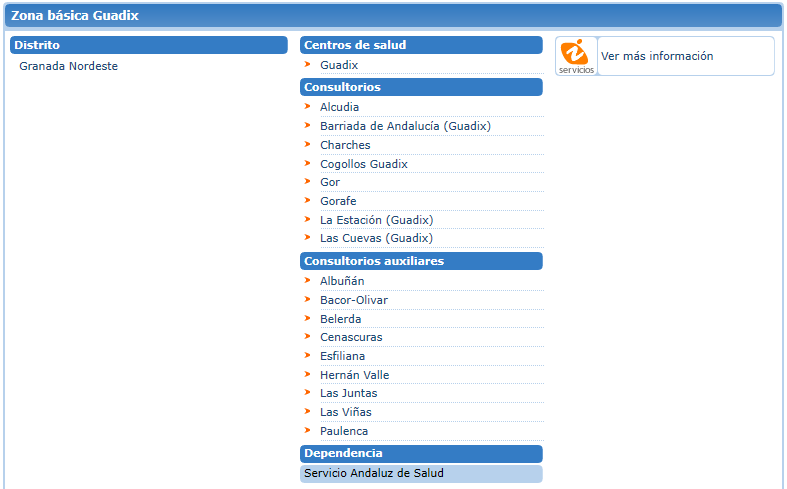 Zona básica Guadix
Distrito
Granada Nordeste
Centros de salud
Guadix
Consultorios
Alcudia
Barriada de Andalucía (Guadix)
Charches
Cogollos Guadix
Gor
Gorafe
La Estación (Guadix)
Las Cuevas (Guadix)
Consultorios auxiliares
Albuñán
Bacor-Olivar
Belerda
Cenascuras
Esfiliana
Hernán Valle
Las Juntas
Las Viñas
Paulenca
Dependencia
Servicio Andaluz de Salud
servicios
Ver más información